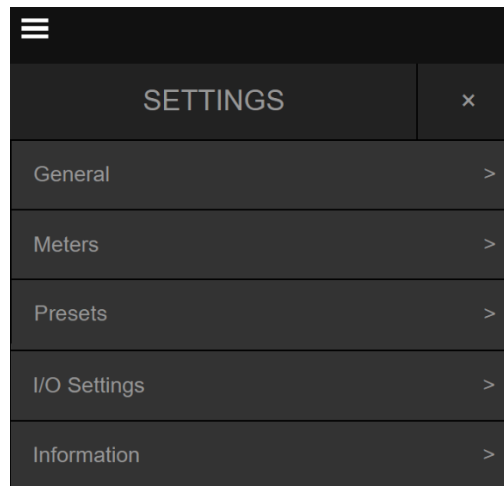 SETTINGS ×
General >
Meters >
Presets >
I/O Settings >
Information >